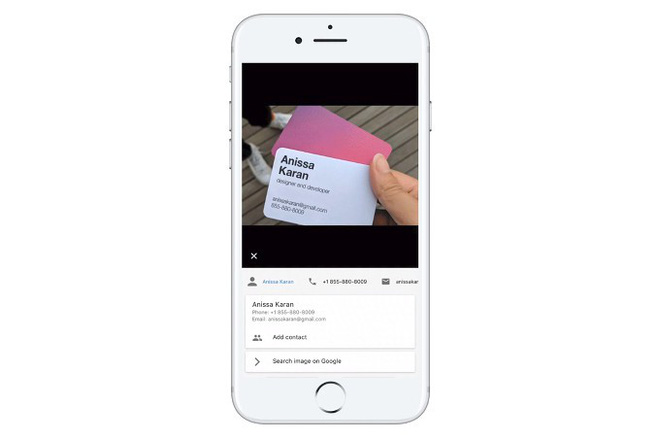 Anissa
Karan
designer and developer
anissakaran@gmail.com
855-880-8009
Anissa Karan +1 855-880-8009 anissakar
Anissa Karan
Phone: +1 855-880-8009
Email: anissakaran@gmail.com
Add contact
Search image on Google